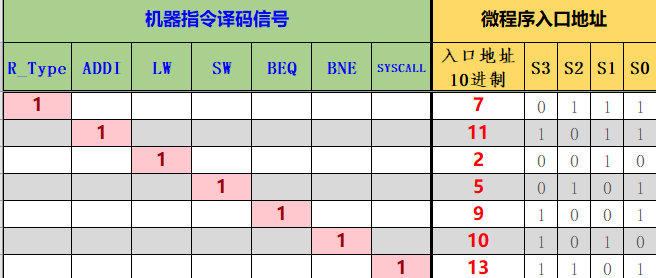 机器指令译码信号 微程序入口地址
R_Type ADDI LW SW BEQ BNE SYSCALL 入口地址 10进制 S3 S2 S1 S0
1 7 0 1 1 1
1 11 1 0 1 1
1 2 0 0 1 0
1 5 0 1 0 1
1 9 1 0 0 1
1 10 1 0 1 0
1 13 1 1 0 1